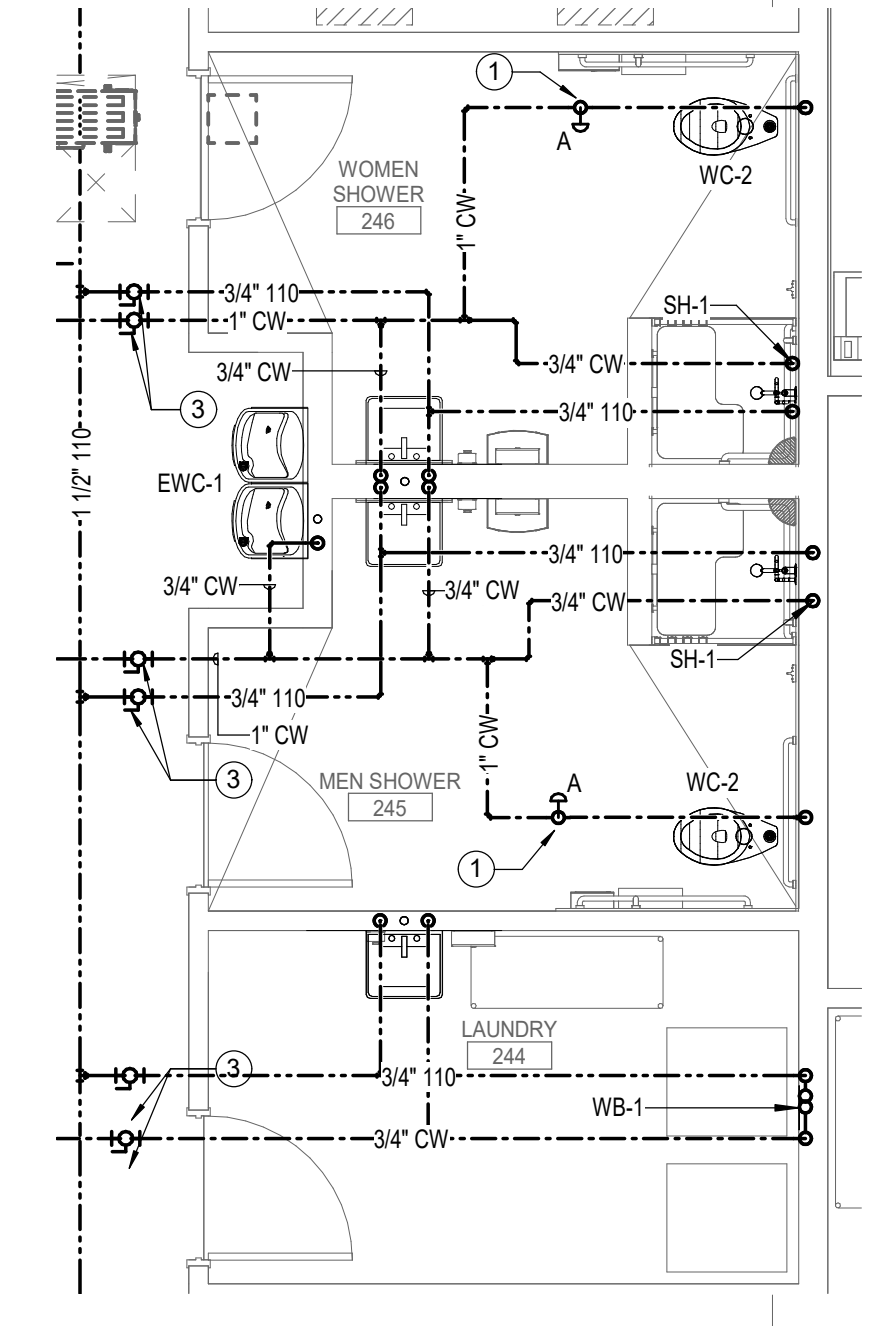 1
A
WC-2
WOMEN
SHOWER
246
1" CW
3/4" 110
1" CW
SH-1
3/4" CW
3/4" CW
3
3/4" 110
1 1/2" 110
EWC-1
3/4" 110
3/4" CW
3/4" CW
3/4" CW
SH-1
3/4" 110
1" CW
1" CW
3
MEN SHOWER
245
A
WC-2
1
LAUNDRY
244
3
3/4" 110
WB-1
3/4" CW